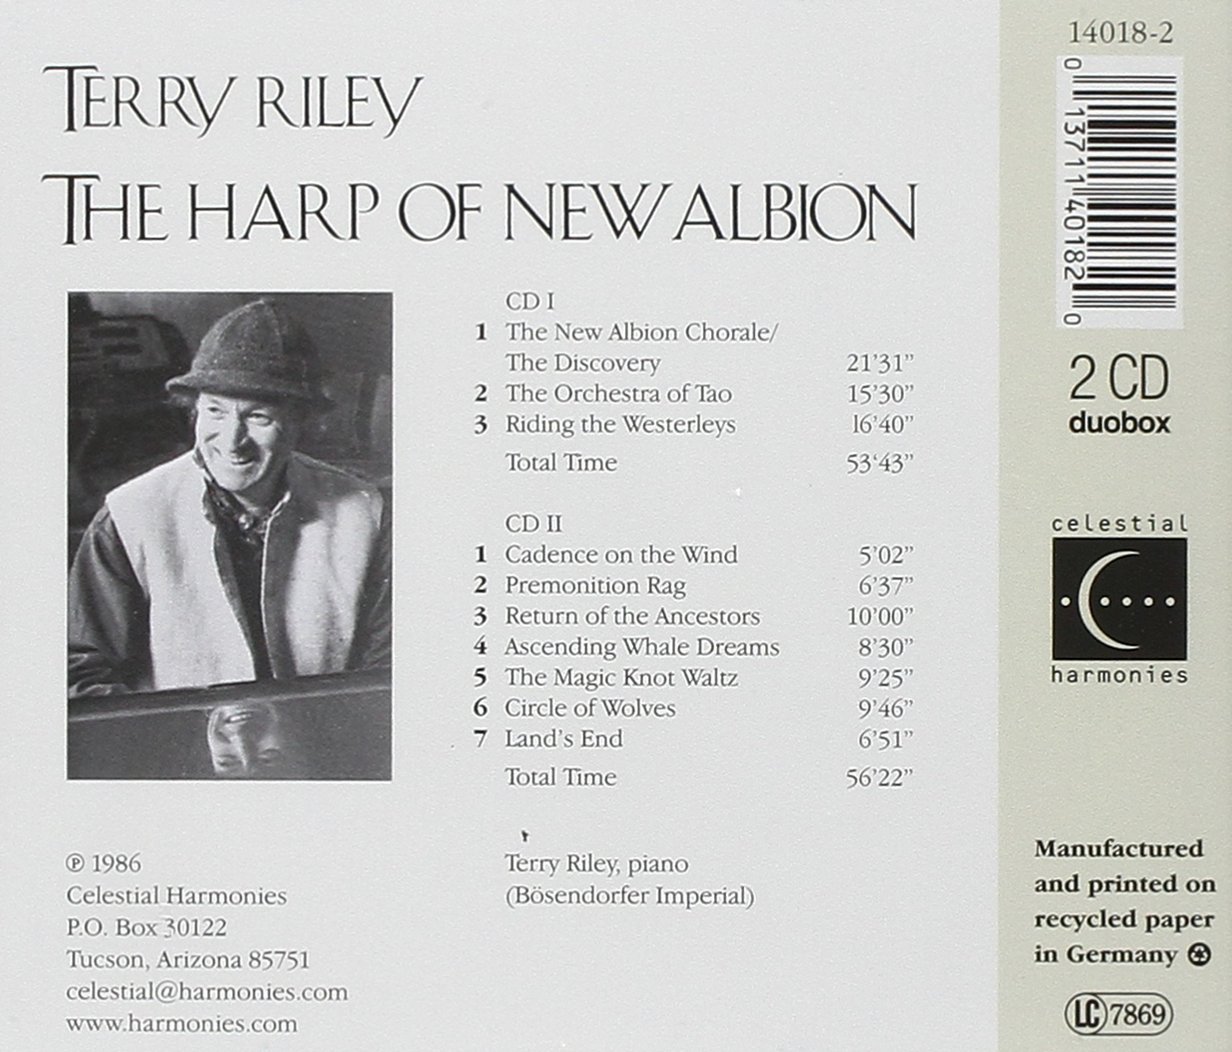 TERRY RILEY
THE HARP OF NEW ALBION
CD I
1 The New Albion Chorale/
The Discovery 21'31"
2 The Orchestra of Tao 15'30"
3 Riding the Westerleys 16'40"
Total Time 53'43"
CD II
1 Cadence on the Wind 5'02"
2 Premonition Rag 6'37"
3 Return of the Ancestors 10'00"
4 Ascending Whale Dreams 8'30"
5 The Magic Knot Waltz 9'25"
6 Circle of Wolves 9'46"
7 Land's End 6'51"
Total Time 56'22"
Terry Riley, piano
(Bösendorfer Imperial)
℗ 1986
Celestial Harmonies
P.O. Box 30122
Tucson, Arizona 85751
celestial@harmonies.com
www.harmonies.com
14018-2
0 13711 40182 0
2 CD
duobox
celestial
harmonies
Manufactured
and printed on
recycled paper
in Germany
LC 7869